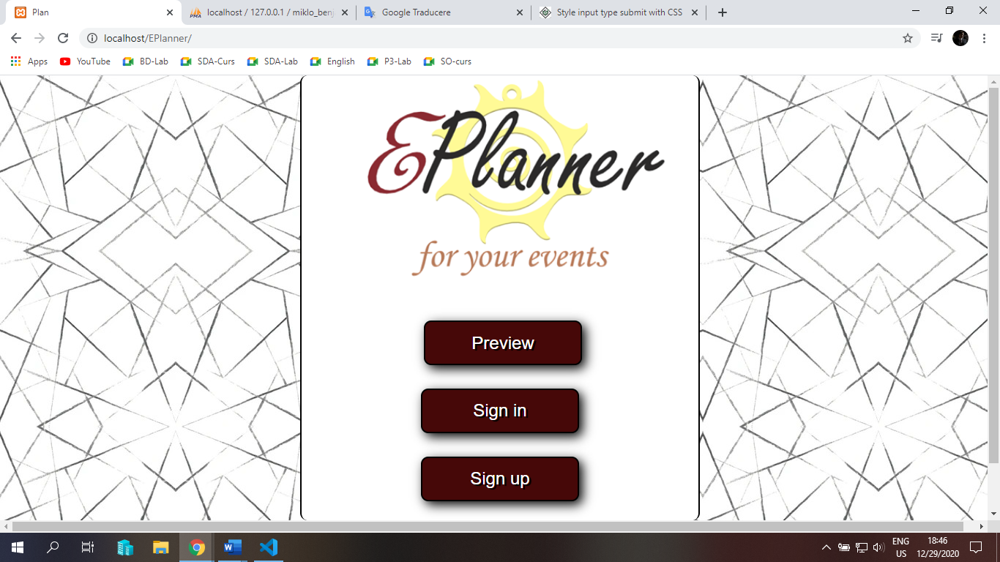 Plan
localhost / 127.0.0.1 / miklo_benj
Google Traducere
Style input type submit with CSS
localhost/EPlanner/
Apps
YouTube
BD-Lab
SDA-Curs
SDA-Lab
English
P3-Lab
SO-curs
EPlanner
for your events
Preview
Sign in
Sign up
ENG
US
18:46
12/29/2020